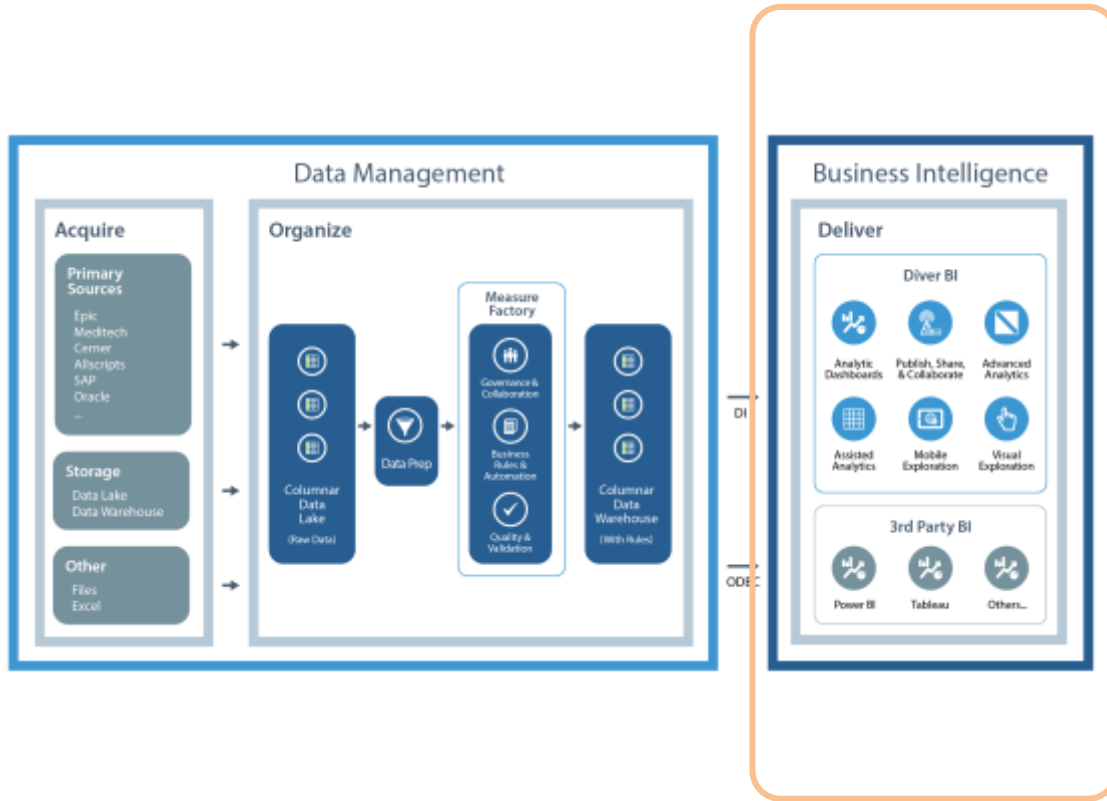 Data Management
Acquire
Primary
Sources
Epic
Meditech
Cerner
Allscripts
SAP
Oracle
...
Storage
Data Lake
Data Warehouse
Other
Files
Excel
Organize
Columnar
Data
Lake
(Raw Data)
Data Prep
Measure
Factory
Governance &
Collaboration
Business
Rules &
Automation
Quality &
Validation
Columnar
Data
Warehouse
(With Rules)
Business Intelligence
Deliver
Diver BI
Analytic
Dashboards
Publish, Share,
& Collaborate
Advanced
Analytics
Assisted
Analytics
Mobile
Exploration
Visual
Exploration
3rd Party BI
Power BI
Tableau
Others...